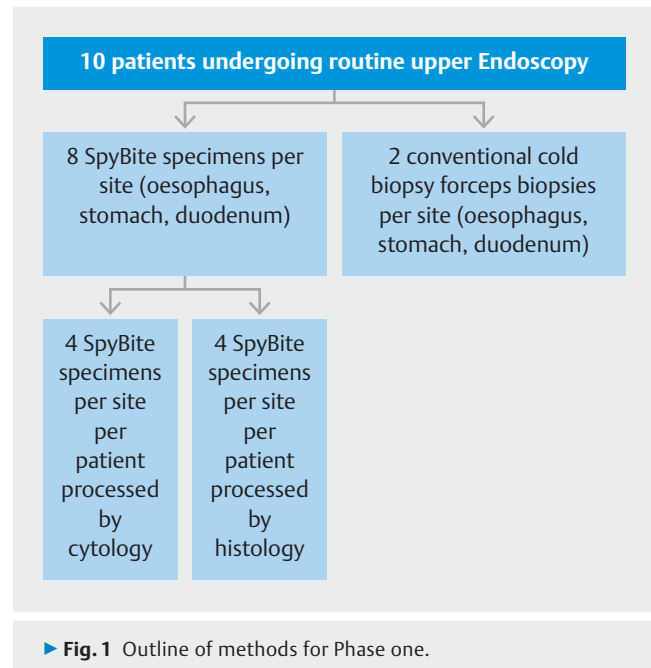 10 patients undergoing routine upper Endoscopy
8 SpyBite specimens per
site (oesophagus,
stomach, duodenum)
2 conventional cold
biopsy forceps biopsies
per site (oesophagus,
stomach, duodenum)
4 SpyBite
specimens
per site
per
patient
processed
by
cytology
4 SpyBite
specimens
per site
per
patient
processed
by
histology
▶ Fig. 1 Outline of methods for Phase one.